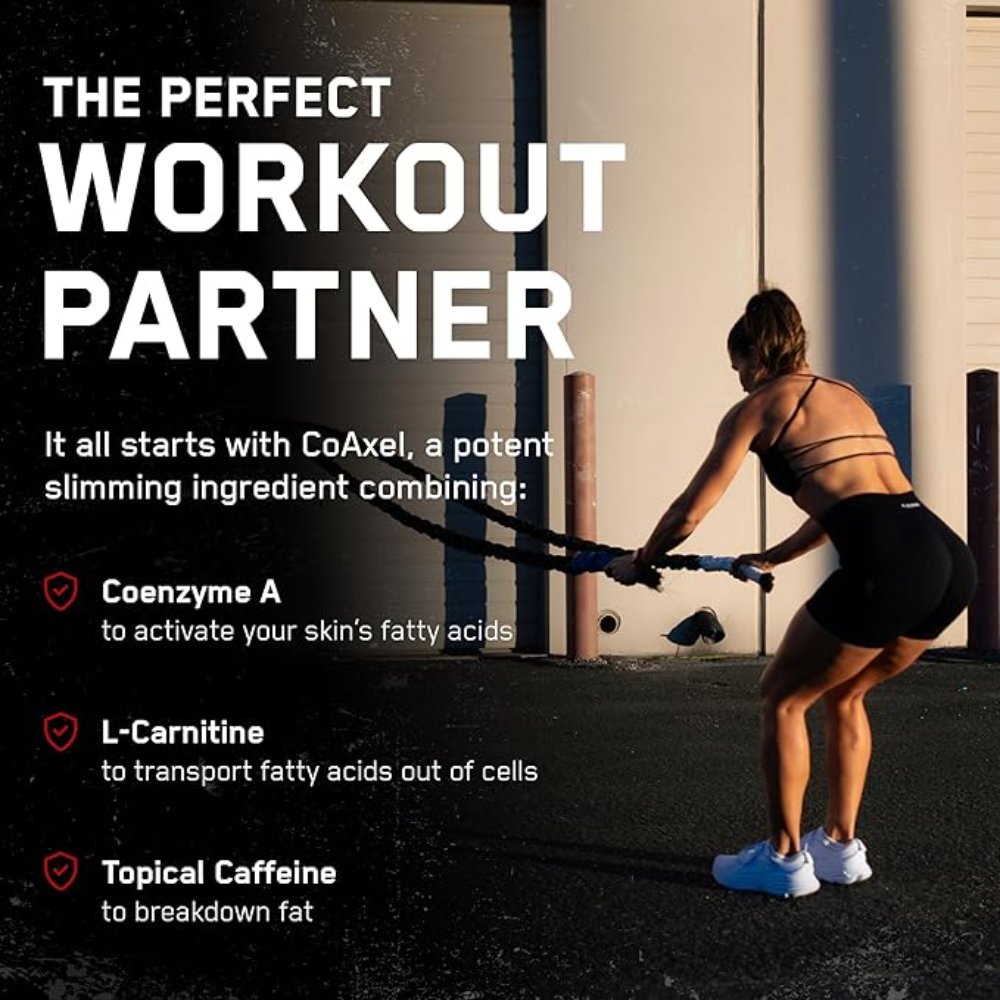 THE PERFECT
WORKOUT
PARTNER
It all starts with CoAxel, a potent
slimming ingredient combining:
Coenzyme A
to activate your skin's fatty acids
L-Carnitine
to transport fatty acids out of cells
Topical Caffeine
to breakdown fat